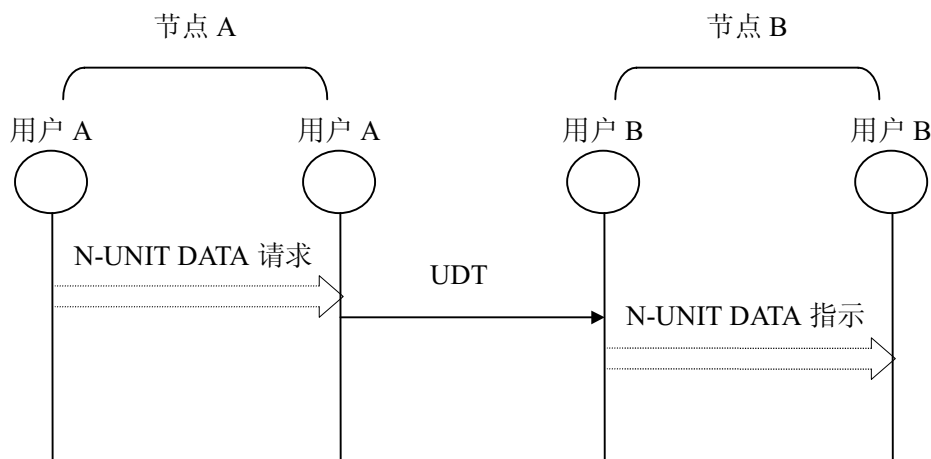 节点 A 节点 B
用户 A 用户 A 用户 B 用户 B
N-UNIT DATA 请求
UDT
N-UNIT DATA 指示